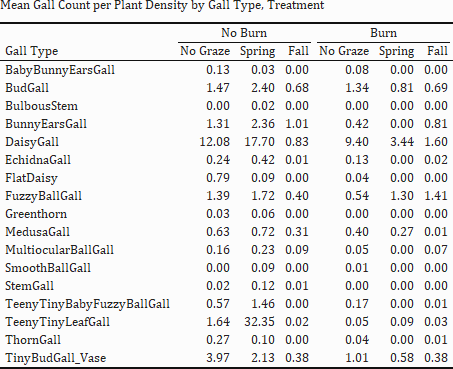 Mean Gall Count per Plant Density by Gall Type, Treatment
No Burn Burn
Gall Type No Graze Spring Fall No Graze Spring Fall
BabyBunnyEarsGall 0.13 0.03 0.00 0.08 0.00 0.00
BudGall 1.47 2.40 0.68 1.34 0.81 0.69
BulbousStem 0.00 0.02 0.00 0.00 0.00 0.00
BunnyEarsGall 1.31 2.36 1.01 0.42 0.00 0.81
DaisyGall 12.08 17.70 0.83 9.40 3.44 1.60
EchidnaGall 0.24 0.42 0.01 0.13 0.00 0.02
FlatDaisy 0.79 0.09 0.00 0.04 0.00 0.00
FuzzyBallGall 1.39 1.72 0.40 0.54 1.30 1.41
Greenthorn 0.03 0.06 0.00 0.00 0.00 0.00
MedusaGall 0.63 0.72 0.31 0.40 0.27 0.01
MultiocularBallGall 0.16 0.23 0.09 0.05 0.00 0.07
SmoothBallGall 0.00 0.09 0.00 0.01 0.00 0.00
StemGall 0.02 0.12 0.01 0.00 0.00 0.00
TeenyTinyBabyFuzzyBallGall 0.57 1.46 0.00 0.17 0.00 0.01
TeenyTinyLeafGall 1.64 32.35 0.02 0.05 0.09 0.03
ThornGall 0.27 0.10 0.00 0.04 0.00 0.01
TinyBudGall_Vase 3.97 2.13 0.38 1.01 0.58 0.38